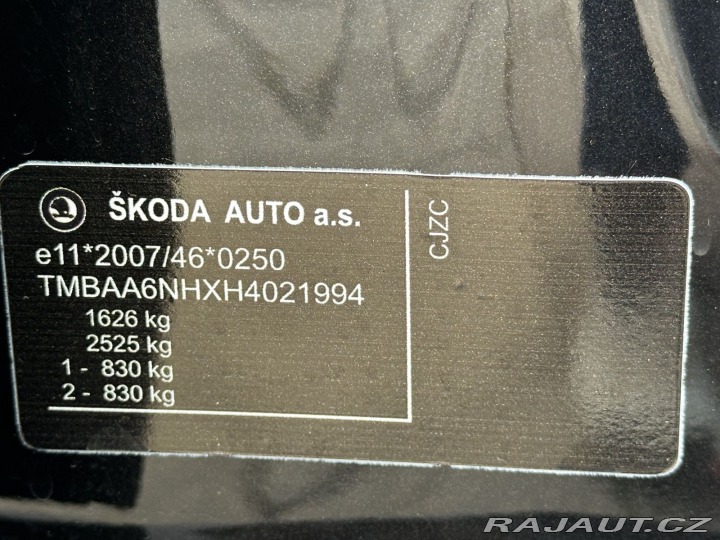 ŠKODA AUTO a.s.
e11*2007/46*0250
TMBAA6NHXH4021994
1626 kg
2525 kg
1 - 830 kg
2 - 830 kg
CJZC
RAJAUT.CZ